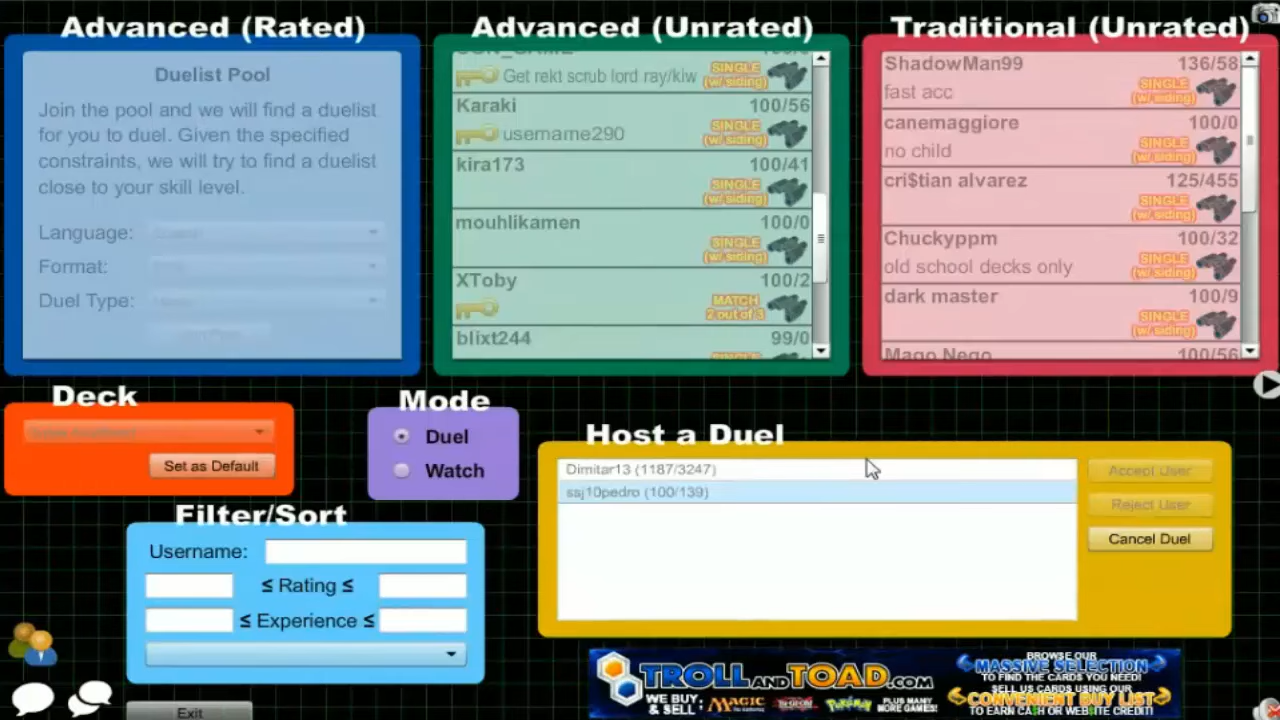 Advanced (Rated)
Duelist Pool
Join the pool and we will find a duelist
for you to duel. Given the specified
constraints, we will try to find a duelist
close to your skill level.
Language:
Format:
Duel Type:
Advanced (Unrated)
Get rekt scrub lord ray/kiw
SINGLE
(w/ siding)
Karaki 100/56
username290
SINGLE
(w/ siding)
kira173 100/41
SINGLE
(w/ siding)
mouhlikamen 100/0
SINGLE
(w/ siding)
XToby 100/2
MATCH
2 out of 3
blixt244 99/0
Traditional (Unrated)
ShadowMan99 136/58
fast acc
SINGLE
(w/ siding)
canemaggiore 100/0
no child
SINGLE
(w/ siding)
cri$tian alvarez 125/455
SINGLE
(w/ siding)
Chuckyppm 100/32
old school decks only
SINGLE
(w/ siding)
dark master 100/9
SINGLE
(w/ siding)
Mago Nego 100/56
Deck
Set as Default
Mode
Duel
Watch
Host a Duel
Dimitar13 (1187/3247)
ssj10pedro (100/139)
Accept User
Reject User
Cancel Duel
Filter/Sort
Username:
≤ Rating ≤
≤ Experience ≤
Exit
TROLL AND TOAD.COM
WE BUY & SELL: MAGIC Yu-Gi-Oh! Pokémon PLUS MANY MORE GAMES!
BROWSE OUR
MASSIVE SELECTION
TO FIND THE CARDS YOU NEED!
SELL US CARDS USING OUR
CONVENIENT BUY LIST
TO EARN CASH OR WEBSITE CREDIT!